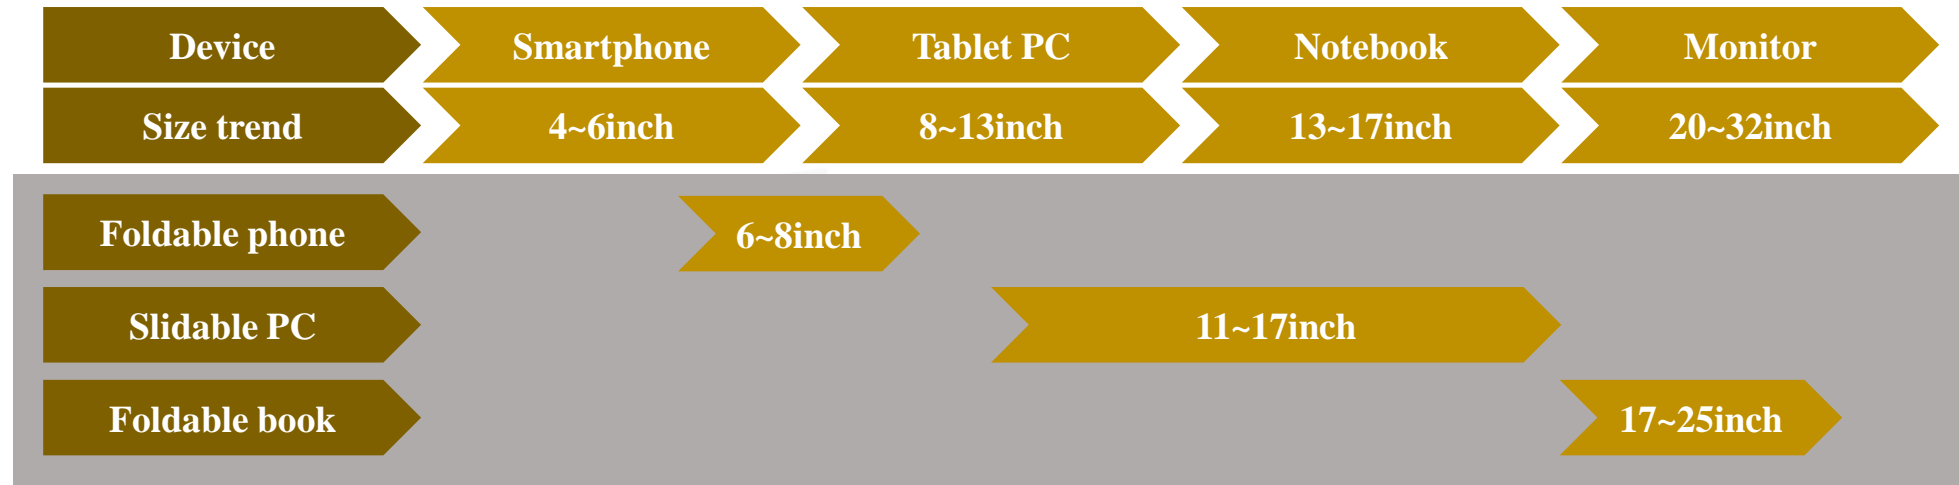 Device Smartphone Tablet PC Notebook Monitor
Size trend 4~6inch 8~13inch 13~17inch 20~32inch
Foldable phone 6~8inch
Slidable PC 11~17inch
Foldable book 17~25inch